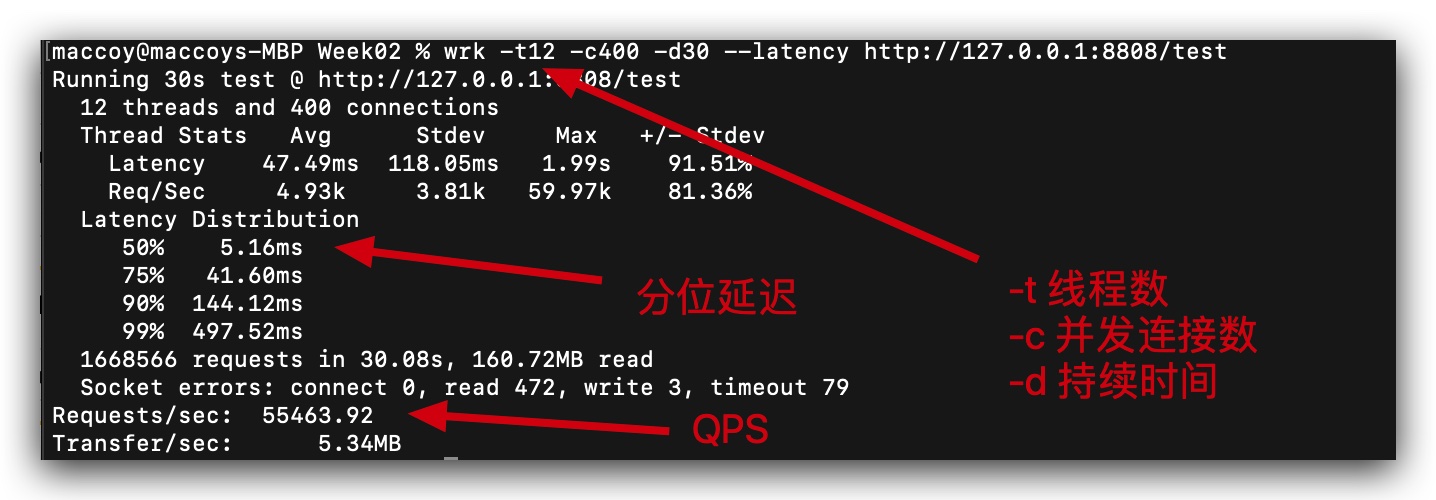 maccoy@maccoys-MBP Week02 % wrk -t12 -c400 -d30 --latency http://127.0.0.1:8808/test
Running 30s test @ http://127.0.0.1:8808/test
12 threads and 400 connections
Thread Stats Avg Stdev Max +/- Stdev
Latency 47.49ms 118.05ms 1.99s 91.51%
Req/Sec 4.93k 3.81k 59.97k 81.36%
Latency Distribution
50% 5.16ms
75% 41.60ms
90% 144.12ms
99% 497.52ms
1668566 requests in 30.08s, 160.72MB read
Socket errors: connect 0, read 472, write 3, timeout 79
Requests/sec: 55463.92
Transfer/sec: 5.34MB
分位延迟
QPS
-t 线程数
-c 并发连接数
-d 持续时间